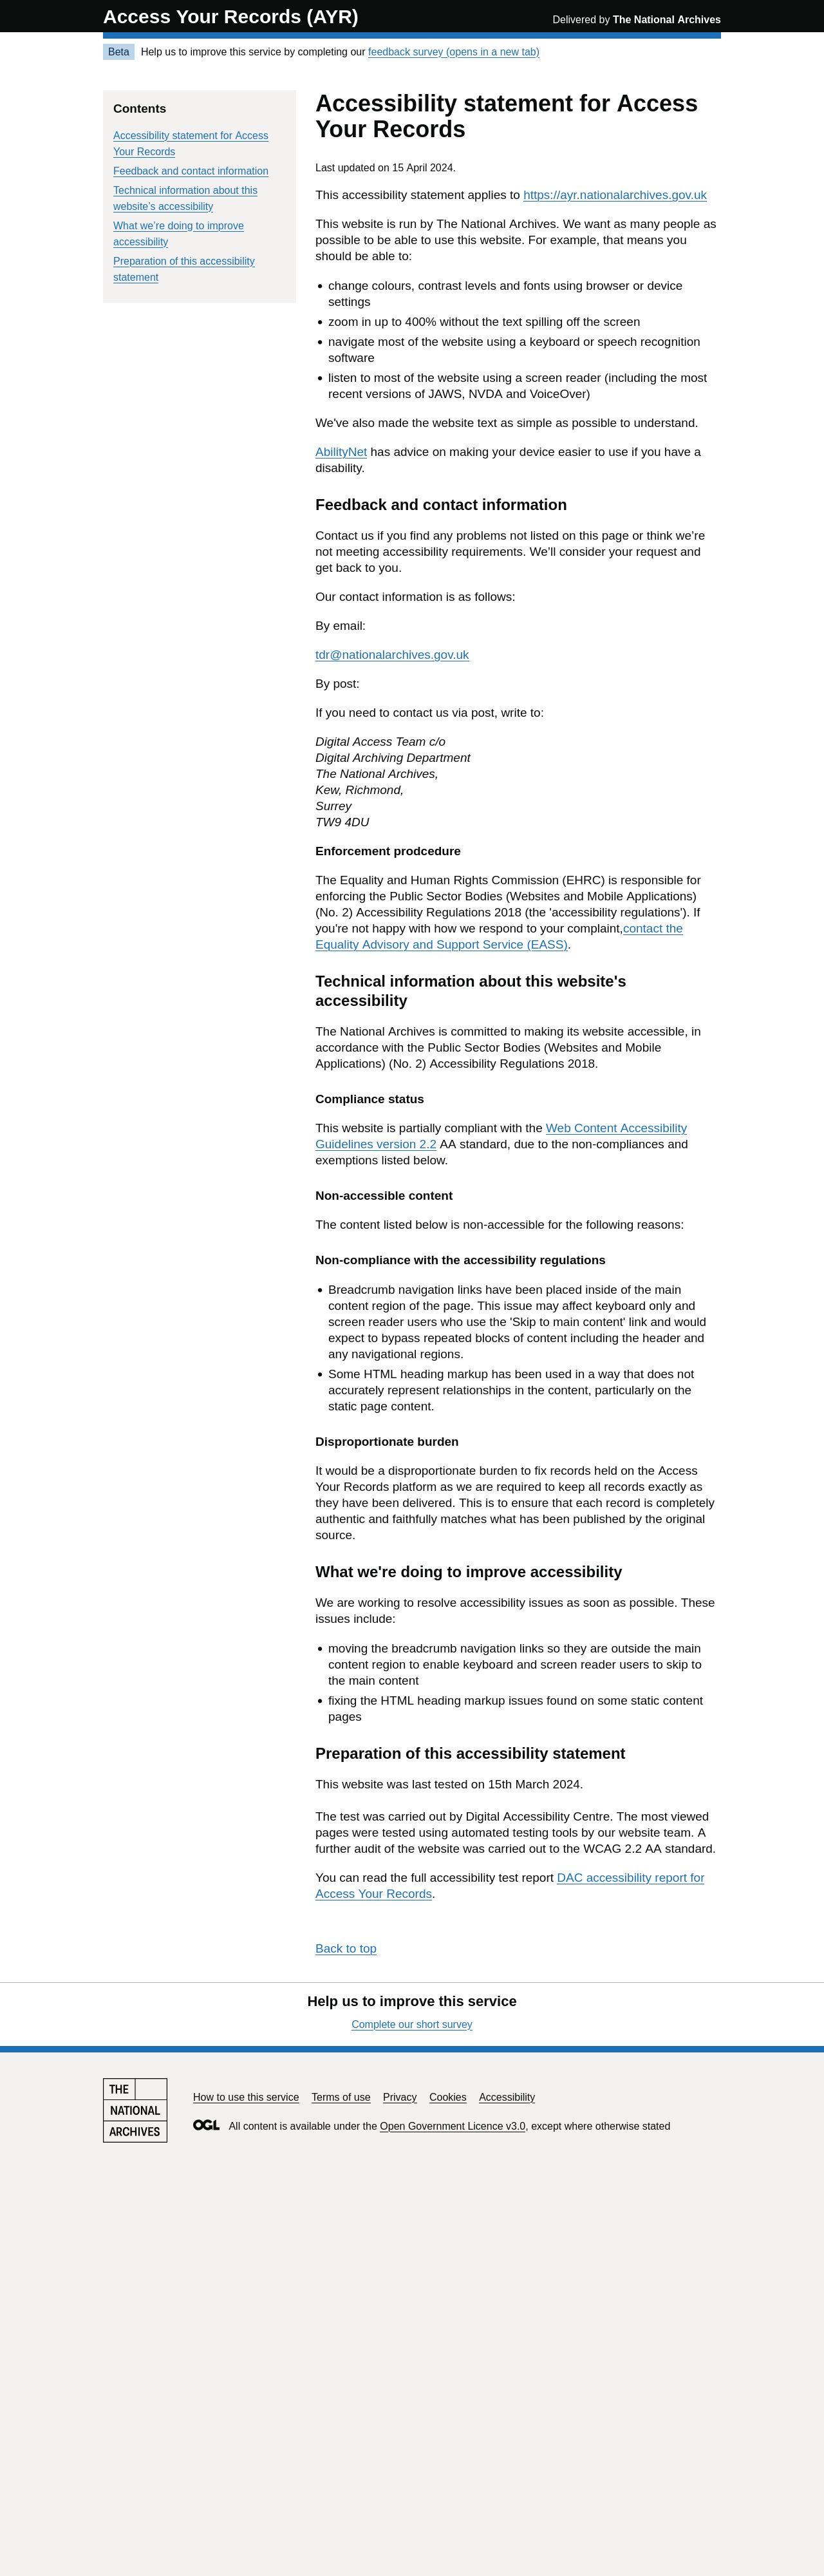 Access Your Records (AYR)
Delivered by The National Archives
Beta
Help us to improve this service by completing our feedback survey (opens in a new tab)
Contents
Accessibility statement for Access
Your Records
Feedback and contact information
Technical information about this
website’s accessibility
What we’re doing to improve
accessibility
Preparation of this accessibility
statement
Accessibility statement for Access
Your Records
Last updated on 15 April 2024.
This accessibility statement applies to https://ayr.nationalarchives.gov.uk
This website is run by The National Archives. We want as many people as
possible to be able to use this website. For example, that means you
should be able to:
• change colours, contrast levels and fonts using browser or device
settings
• zoom in up to 400% without the text spilling off the screen
• navigate most of the website using a keyboard or speech recognition
software
• listen to most of the website using a screen reader (including the most
recent versions of JAWS, NVDA and VoiceOver)
We've also made the website text as simple as possible to understand.
AbilityNet has advice on making your device easier to use if you have a
disability.
Feedback and contact information
Contact us if you find any problems not listed on this page or think we’re
not meeting accessibility requirements. We’ll consider your request and
get back to you.
Our contact information is as follows:
By email:
tdr@nationalarchives.gov.uk
By post:
If you need to contact us via post, write to:
Digital Access Team c/o
Digital Archiving Department
The National Archives,
Kew, Richmond,
Surrey
TW9 4DU
Enforcement prodcedure
The Equality and Human Rights Commission (EHRC) is responsible for
enforcing the Public Sector Bodies (Websites and Mobile Applications)
(No. 2) Accessibility Regulations 2018 (the 'accessibility regulations'). If
you're not happy with how we respond to your complaint,contact the
Equality Advisory and Support Service (EASS).
Technical information about this website's
accessibility
The National Archives is committed to making its website accessible, in
accordance with the Public Sector Bodies (Websites and Mobile
Applications) (No. 2) Accessibility Regulations 2018.
Compliance status
This website is partially compliant with the Web Content Accessibility
Guidelines version 2.2 AA standard, due to the non-compliances and
exemptions listed below.
Non-accessible content
The content listed below is non-accessible for the following reasons:
Non-compliance with the accessibility regulations
• Breadcrumb navigation links have been placed inside of the main
content region of the page. This issue may affect keyboard only and
screen reader users who use the 'Skip to main content' link and would
expect to bypass repeated blocks of content including the header and
any navigational regions.
• Some HTML heading markup has been used in a way that does not
accurately represent relationships in the content, particularly on the
static page content.
Disproportionate burden
It would be a disproportionate burden to fix records held on the Access
Your Records platform as we are required to keep all records exactly as
they have been delivered. This is to ensure that each record is completely
authentic and faithfully matches what has been published by the original
source.
What we're doing to improve accessibility
We are working to resolve accessibility issues as soon as possible. These
issues include:
• moving the breadcrumb navigation links so they are outside the main
content region to enable keyboard and screen reader users to skip to
the main content
• fixing the HTML heading markup issues found on some static content
pages
Preparation of this accessibility statement
This website was last tested on 15th March 2024.
The test was carried out by Digital Accessibility Centre. The most viewed
pages were tested using automated testing tools by our website team. A
further audit of the website was carried out to the WCAG 2.2 AA standard.
You can read the full accessibility test report DAC accessibility report for
Access Your Records.
Back to top
Help us to improve this service
Complete our short survey
THE
NATIONAL
ARCHIVES
How to use this service Terms of use Privacy Cookies Accessibility
OGL All content is available under the Open Government Licence v3.0, except where otherwise stated